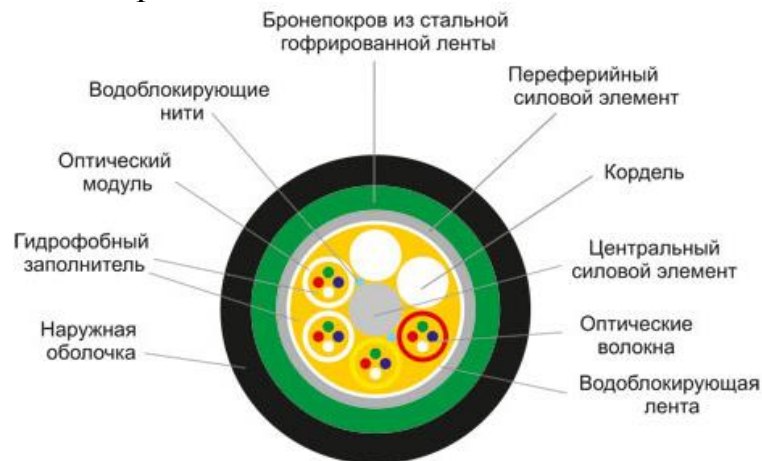 Бронепокров из стальной
гофрированной ленты
Водоблокирующие
нити
Переферийный
силовой элемент
Оптический
модуль
Кордель
Гидрофобный
заполнитель
Центральный
силовой элемент
Наружная
оболочка
Оптические
волокна
Водоблокирующая
лента